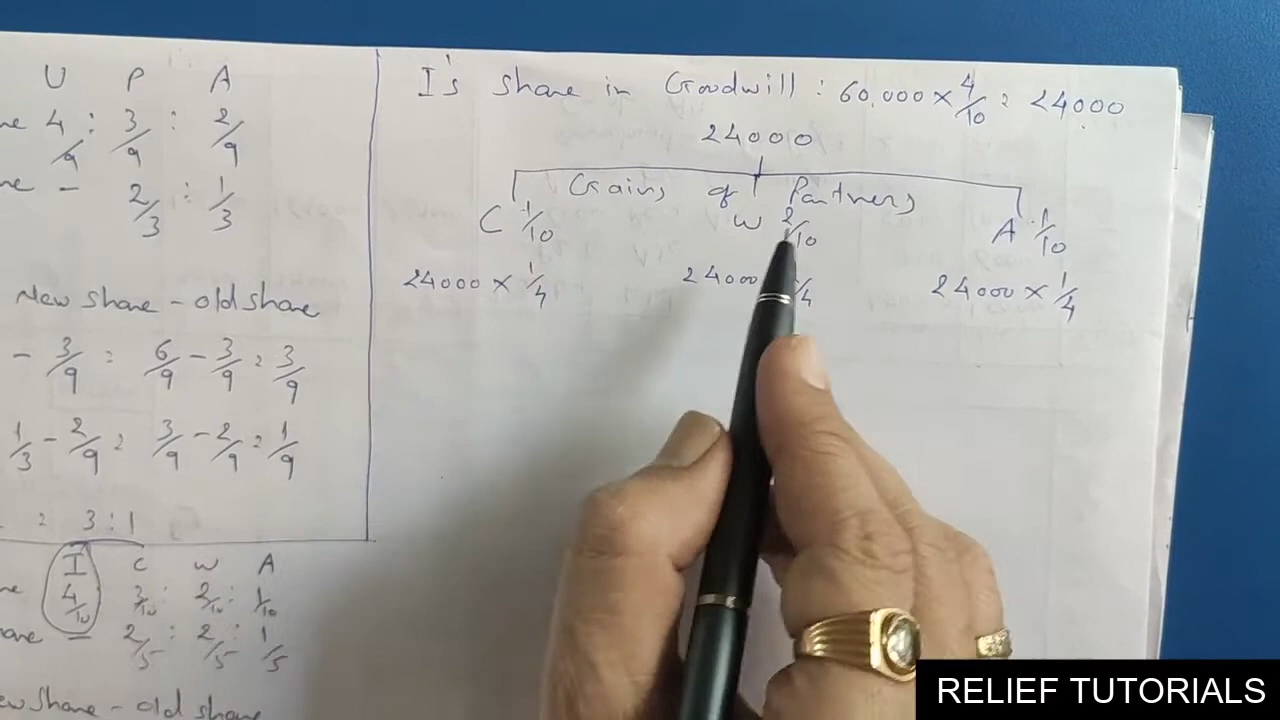 U P A
4/9 : 3/9 : 2/9
– 2/3 : 1/3
New share – old share
– 3/9 = 6/9 – 3/9 = 3/9
1/3 – 2/9 = 3/9 – 2/9 = 1/9
= 3:1
I C W A
4/10 3/10 : 2/10 : 1/10
– 2/5 : 2/5 : 1/5
New share – old share
I's share in Goodwill : 60,000 × 4/10 = 24000
24000
Gains of Partners
C 1/10 W 2/10 A 1/10
24000 × 1/4 24000 /4 24000 × 1/4
RELIEF TUTORIALS